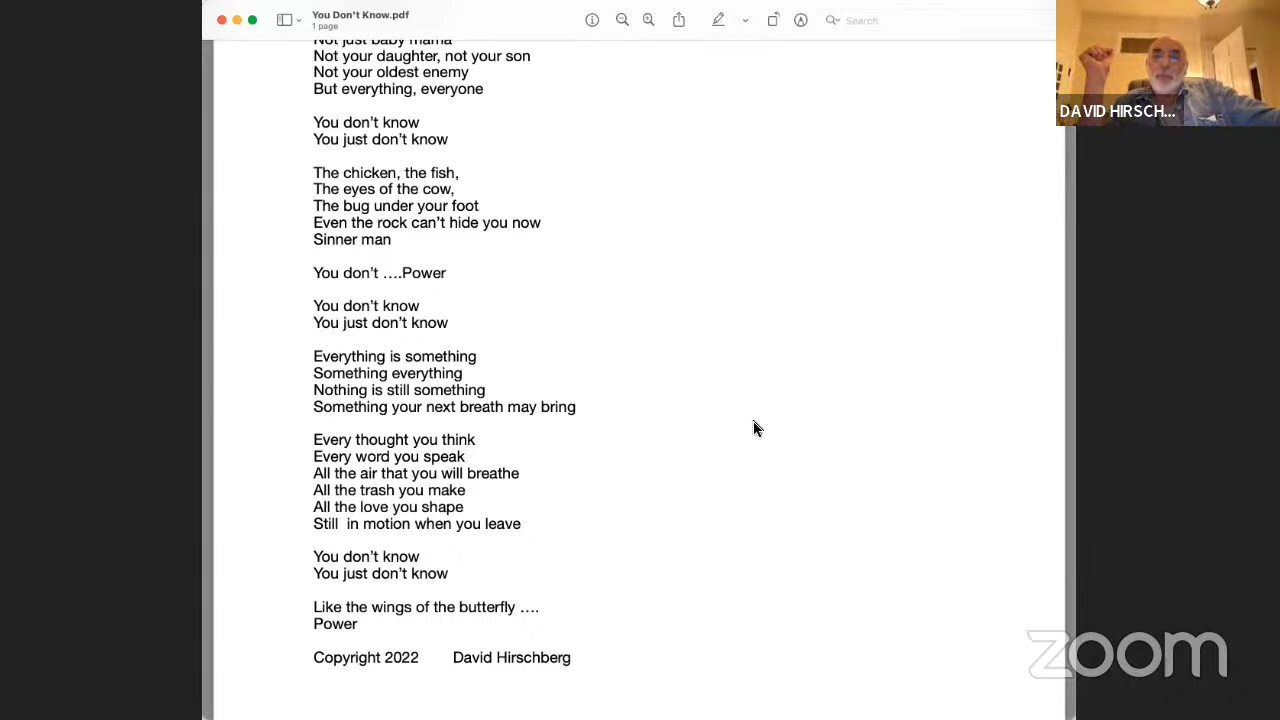 You Don't Know.pdf
1 page
Search
Not just baby mama
Not your daughter, not your son
Not your oldest enemy
But everything, everyone
You don't know
You just don't know
The chicken, the fish,
The eyes of the cow,
The bug under your foot
Even the rock can't hide you now
Sinner man
You don't ….Power
You don't know
You just don't know
Everything is something
Something everything
Nothing is still something
Something your next breath may bring
Every thought you think
Every word you speak
All the air that you will breathe
All the trash you make
All the love you shape
Still  in motion when you leave
You don't know
You just don't know
Like the wings of the butterfly ….
Power
Copyright 2022 David Hirschberg
DAVID HIRSCH...
zoom